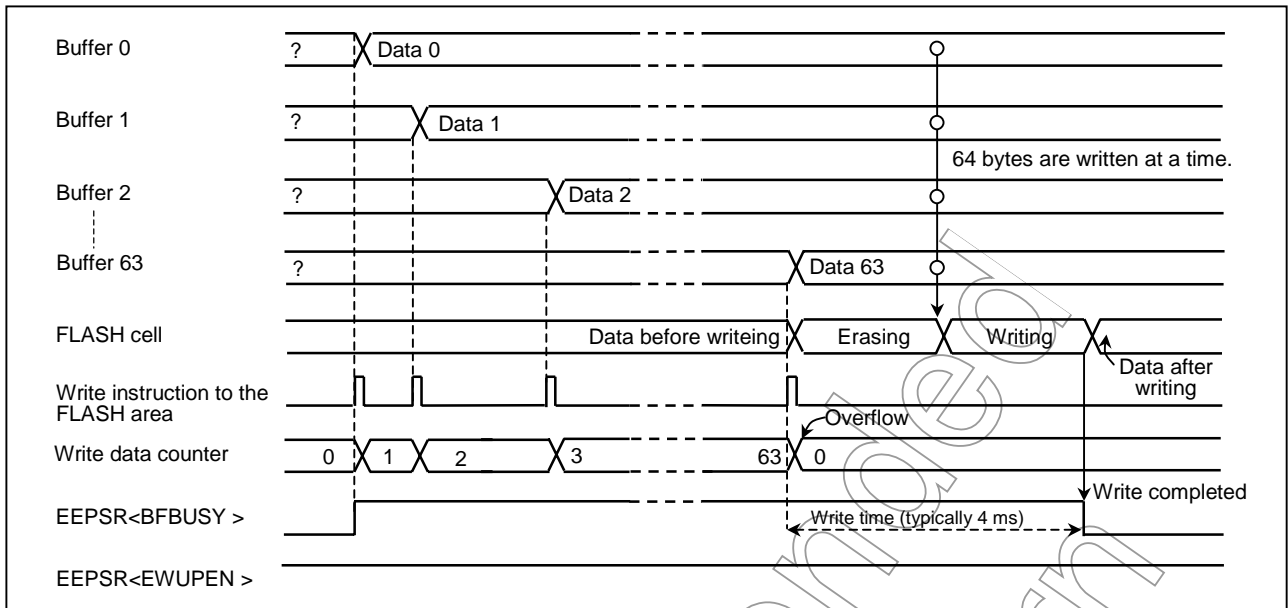 Buffer 0
? Data 0
Buffer 1
? Data 1
64 bytes are written at a time.
Buffer 2
? Data 2
Buffer 63
? Data 63
FLASH cell
Data before writeing Erasing Writing
Data after
writing
Write instruction to the
FLASH area
Overflow
Write data counter
0 1 2 3 63 0
Write completed
EEPSR<BFBUSY >
Write time (typically 4 ms)
EEPSR<EWUPEN >